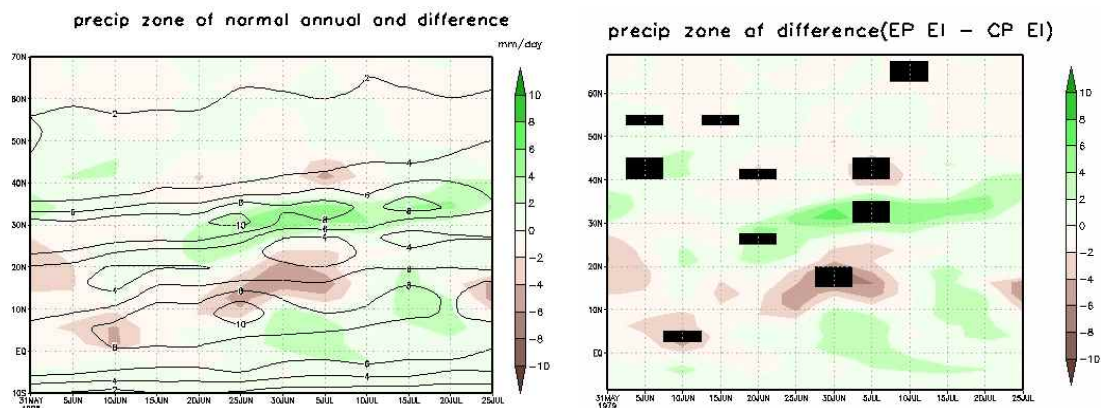 precip zone of normal annual and difference
mm/day
70N
60N
50N
40N
30N
20N
10N
EQ
10S
31MAY 5JUN 10JUN 15JUN 20JUN 25JUN 30JUN 5JUL 10JUL 15JUL 20JUL 25JUL
10
8
6
4
2
0
−2
−4
−6
−8
−10
precip zone of difference(EP EI − CP EI)
60N
50N
40N
30N
20N
10N
EQ
31MAY 5JUN 10JUN 15JUN 20JUN 25JUN 30JUN 5JUL 10JUL 15JUL 20JUL 25JUL
1979
10
8
6
4
2
0
−2
−4
−6
−8
−10